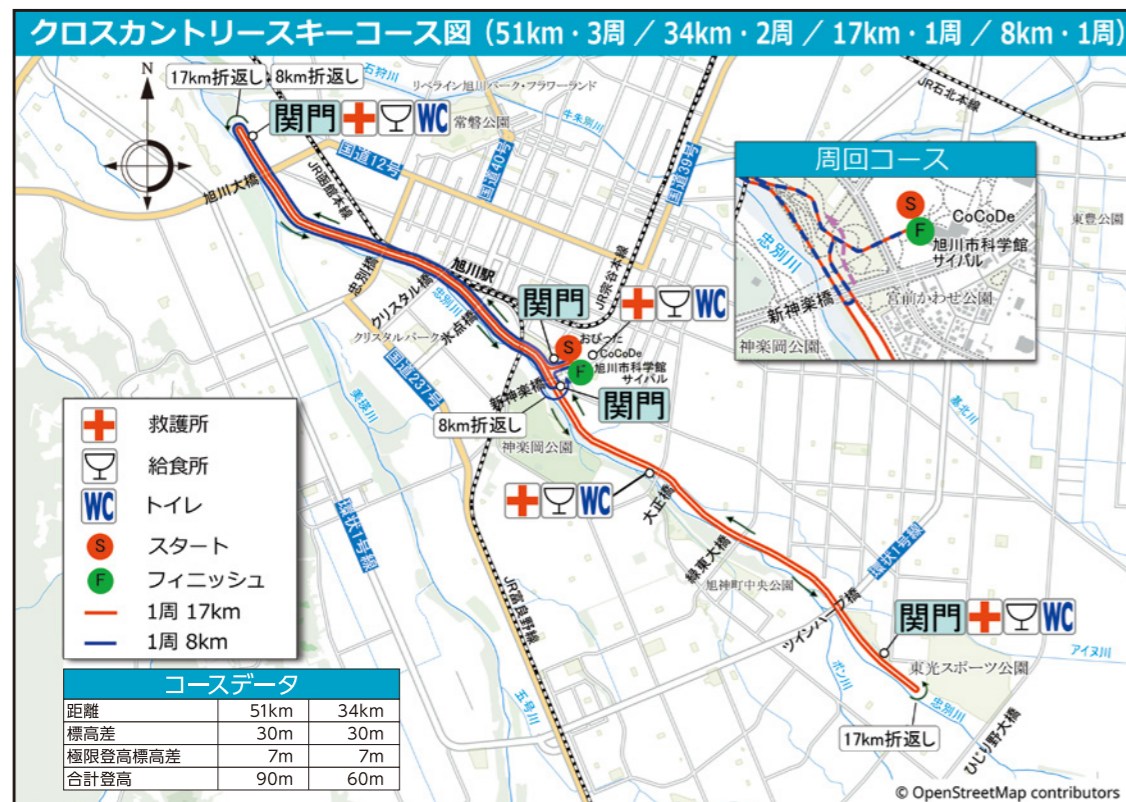 クロスカントリースキーコース図（51km・3周 ／ 34km・2周 ／ 17km・1周 ／ 8km・1周）
17km折返し
8km折返し
石狩川
リベライン旭川パーク・フラワーランド
牛朱別川
JR石北本線
N
関門
WC
常磐公園
国道12号
国道40号
国道39号
旭川大橋
JR函館本線
忠別橋
クリスタル橋
旭川駅
忠別川
氷点橋
クリスタルパーク
国道237号
JR宗谷本線
関門
WC
おぴった
S
CoCoDe
F
旭川市科学館
サイパル
新神楽橋
関門
8km折返し
神楽岡公園
美瑛川
周回コース
S
CoCoDe
F
旭川市科学館
サイパル
忠別川
新神楽橋
宮前かわせ公園
神楽岡公園
東豊公園
基北川
WC
大正橋
緑東大橋
旭神町中央公園
環状1号線
ツインハープ橋
関門
WC
東光スポーツ公園
アイヌ川
ポン川
忠別川
17km折返し
ひじり野大橋
環状1号線
JR富良野線
五号川
救護所
給食所
WC トイレ
S スタート
F フィニッシュ
1周 17km
1周 8km
コースデータ
距離 51km 34km
標高差 30m 30m
極限登高標高差 7m 7m
合計登高 90m 60m
© OpenStreetMap contributors